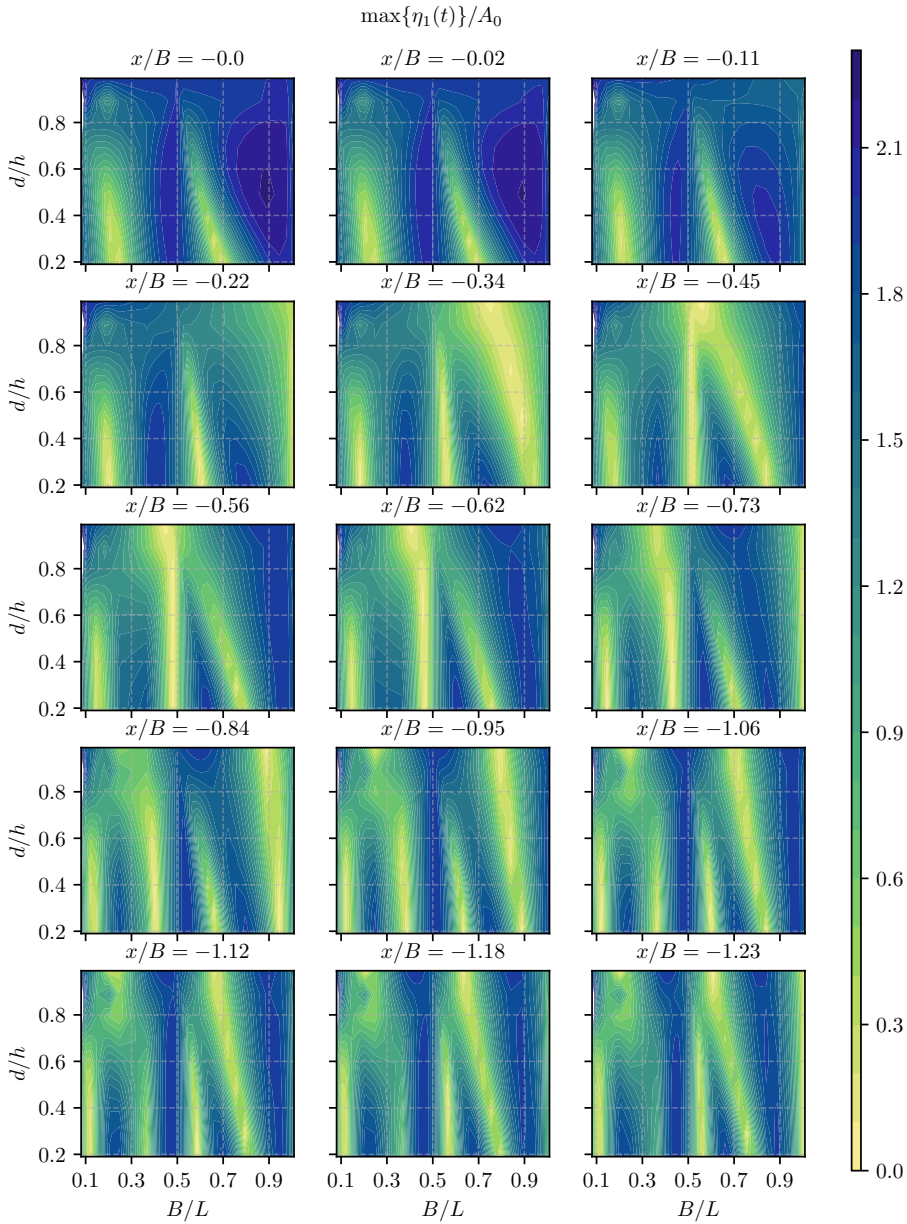 max{η₁(t)}/A₀
x/B = −0.0 x/B = −0.02 x/B = −0.11
d/h
0.8
0.6
0.4
0.2
x/B = −0.22 x/B = −0.34 x/B = −0.45
d/h
0.8
0.6
0.4
0.2
x/B = −0.56 x/B = −0.62 x/B = −0.73
d/h
0.8
0.6
0.4
0.2
x/B = −0.84 x/B = −0.95 x/B = −1.06
d/h
0.8
0.6
0.4
0.2
x/B = −1.12 x/B = −1.18 x/B = −1.23
d/h
0.8
0.6
0.4
0.2
0.1 0.3 0.5 0.7 0.9 0.1 0.3 0.5 0.7 0.9 0.1 0.3 0.5 0.7 0.9
B/L B/L B/L
2.1
1.8
1.5
1.2
0.9
0.6
0.3
0.0